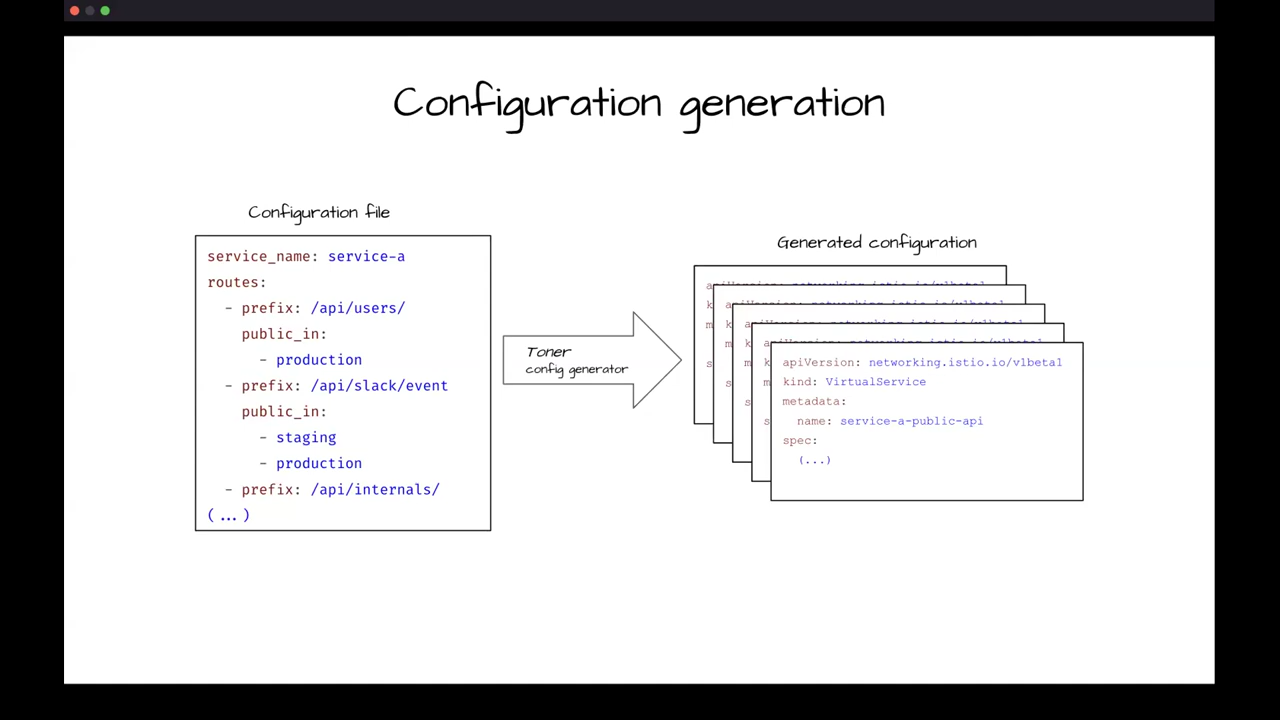 Configuration generation
Configuration file
service_name: service-a
routes:
- prefix: /api/users/
public_in:
- production
- prefix: /api/slack/event
public_in:
- staging
- production
- prefix: /api/internals/
(...)
Toner
config generator
Generated configuration
apiVersion: networking.istio.io/v1beta1
kind: VirtualService
metadata:
name: service-a-public-api
spec:
(...)